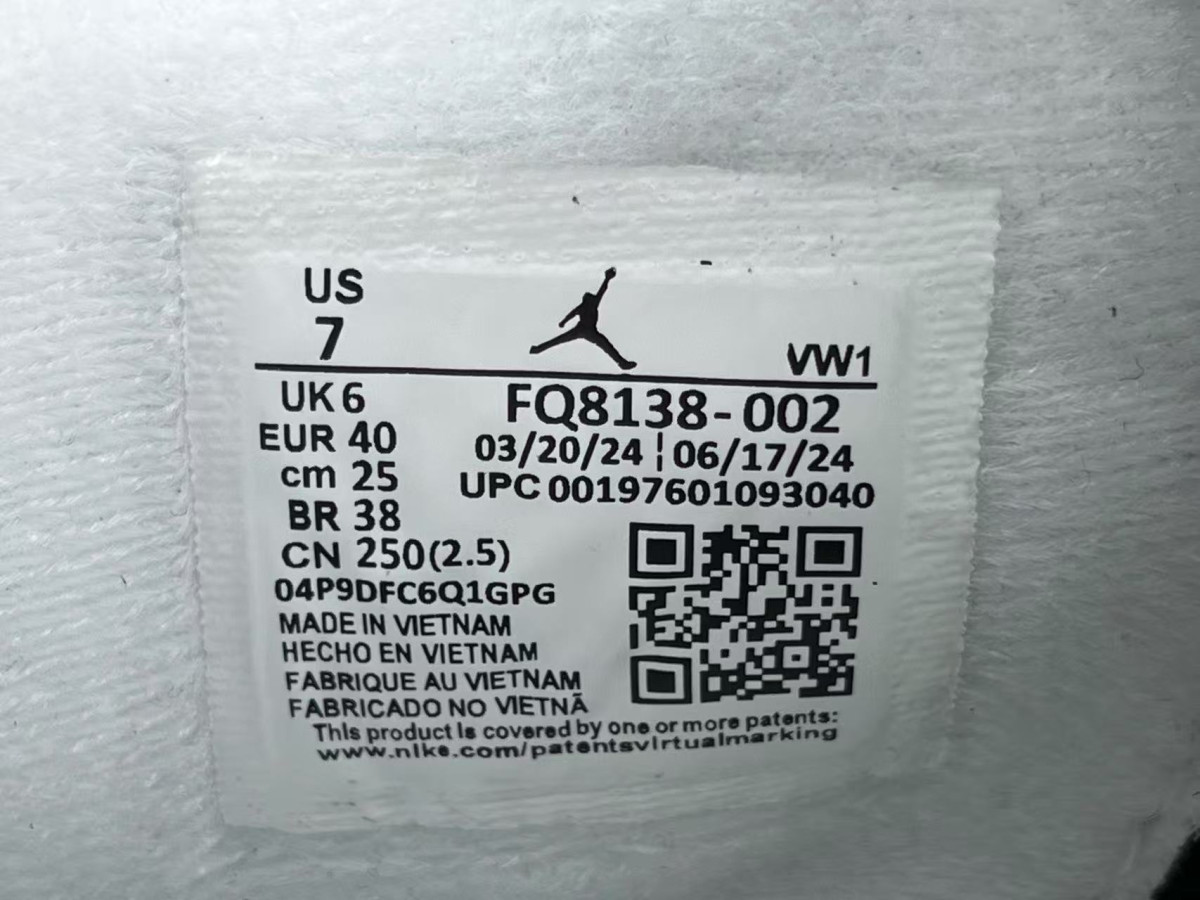 US
7
VW1
UK 6
EUR 40
cm 25
BR 38
CN 250(2.5)
FQ8138-002
03/20/24 ¦ 06/17/24
UPC 00197601093040
04P9DFC6Q1GPG
MADE IN VIETNAM
HECHO EN VIETNAM
FABRIQUE AU VIETNAM
FABRICADO NO VIETNÃ
This product is covered by one or more patents:
www.nike.com/patentsvirtualmarking